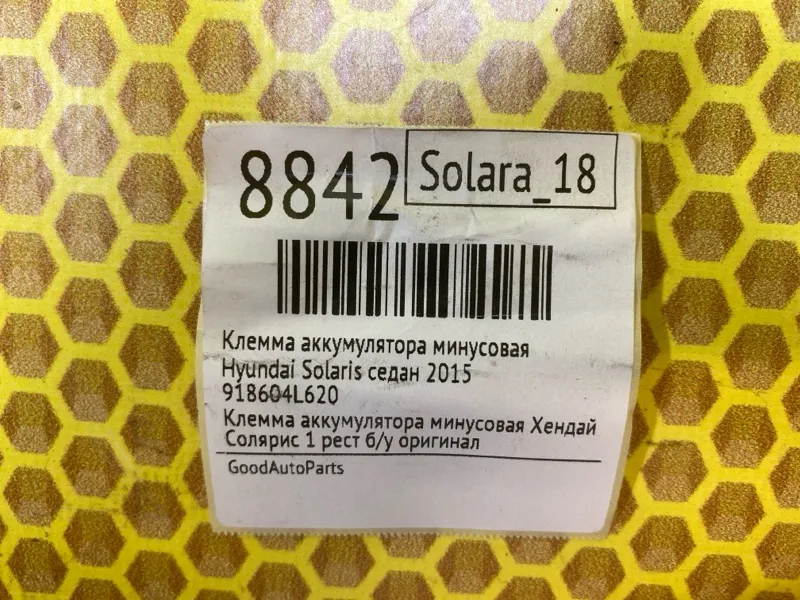 8842
Solara_18
Клемма аккумулятора минусовая
Hyundai Solaris седан 2015
918604L620
Клемма аккумулятора минусовая Хендай
Солярис 1 рест б/у оригинал
GoodAutoParts